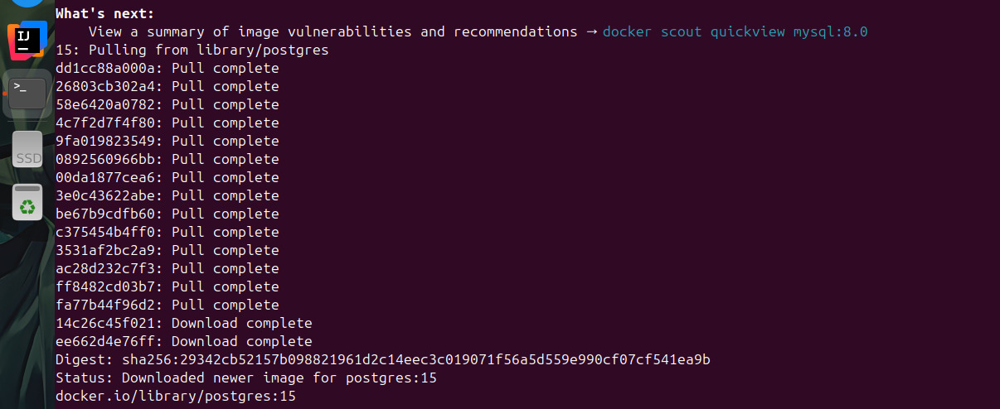 What's next:
View a summary of image vulnerabilities and recommendations → docker scout quickview mysql:8.0
15: Pulling from library/postgres
dd1cc88a000a: Pull complete
26803cb302a4: Pull complete
58e6420a0782: Pull complete
4c7f2d7f4f80: Pull complete
9fa019823549: Pull complete
0892560966bb: Pull complete
00da1877cea6: Pull complete
3e0c43622abe: Pull complete
be67b9cdfb60: Pull complete
c375454b4ff0: Pull complete
3531af2bc2a9: Pull complete
ac28d232c7f3: Pull complete
ff8482cd03b7: Pull complete
fa77b44f96d2: Pull complete
14c26c45f021: Download complete
ee662d4e76ff: Download complete
Digest: sha256:29342cb52157b098821961d2c14eec3c019071f56a5d559e990cf07cf541ea9b
Status: Downloaded newer image for postgres:15
docker.io/library/postgres:15
IJ
>_
SSD